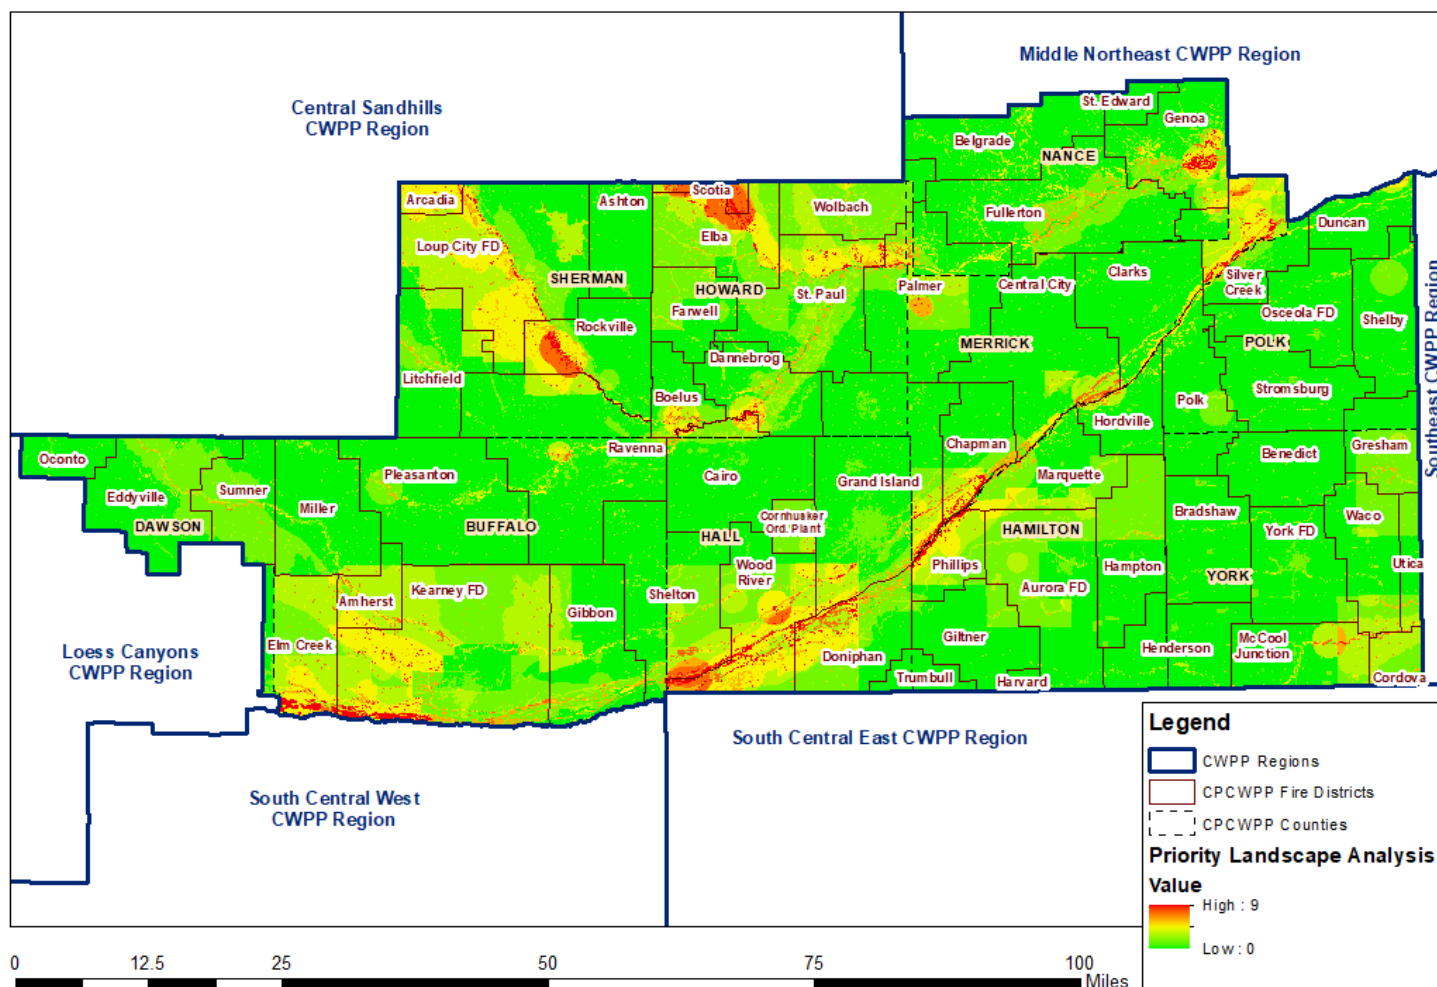 Middle Northeast CWPP Region
Central Sandhills
CWPP Region
St. Edward
Genoa
Belgrade
NANCE
Arcadia
Scotia
Ashton
Wolbach
Fullerton
Duncan
Loup City FD
Elba
SHERMAN
HOWARD
St. Paul
Palmer
Central City
Clarks
Silver
Creek
Farwell
Rockville
Osceola FD
Shelby
MERRICK
POLK
Dannebrog
Litchfield
Boelus
Stromsburg
Polk
Hordville
Southeast CWPP Region
Ravenna
Chapman
Gresham
Benedict
Oconto
Pleasanton
Cairo
Grand Island
Marquette
Eddyville
Sumner
Miller
Cornhusker
Ord. Plant
Bradshaw
Waco
DAWSON
BUFFALO
HALL
HAMILTON
York FD
Wood
River
Phillips
Hampton
Utica
YORK
Amherst
Kearney FD
Shelton
Aurora FD
Gibbon
Elm Creek
Giltner
McCool
Junction
Henderson
Loess Canyons
CWPP Region
Doniphan
Trumbull
Harvard
Cordova
South Central East CWPP Region
South Central West
CWPP Region
Legend
CWPP Regions
CPCWPP Fire Districts
CPCWPP Counties
Priority Landscape Analysis
Value
High : 9
Low : 0
0 12.5 25 50 75 100
Miles